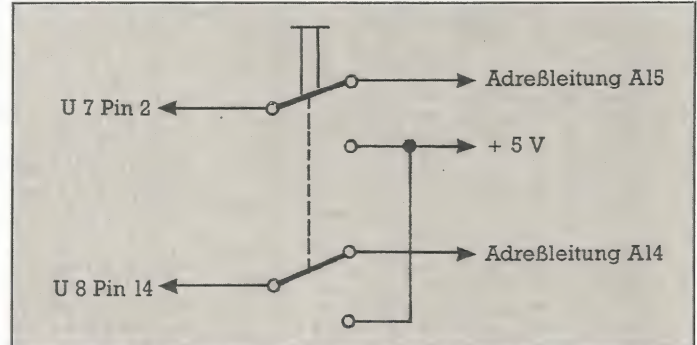 Adreßleitung A15
U 7 Pin 2
+ 5 V
Adreßleitung A14
U 8 Pin 14